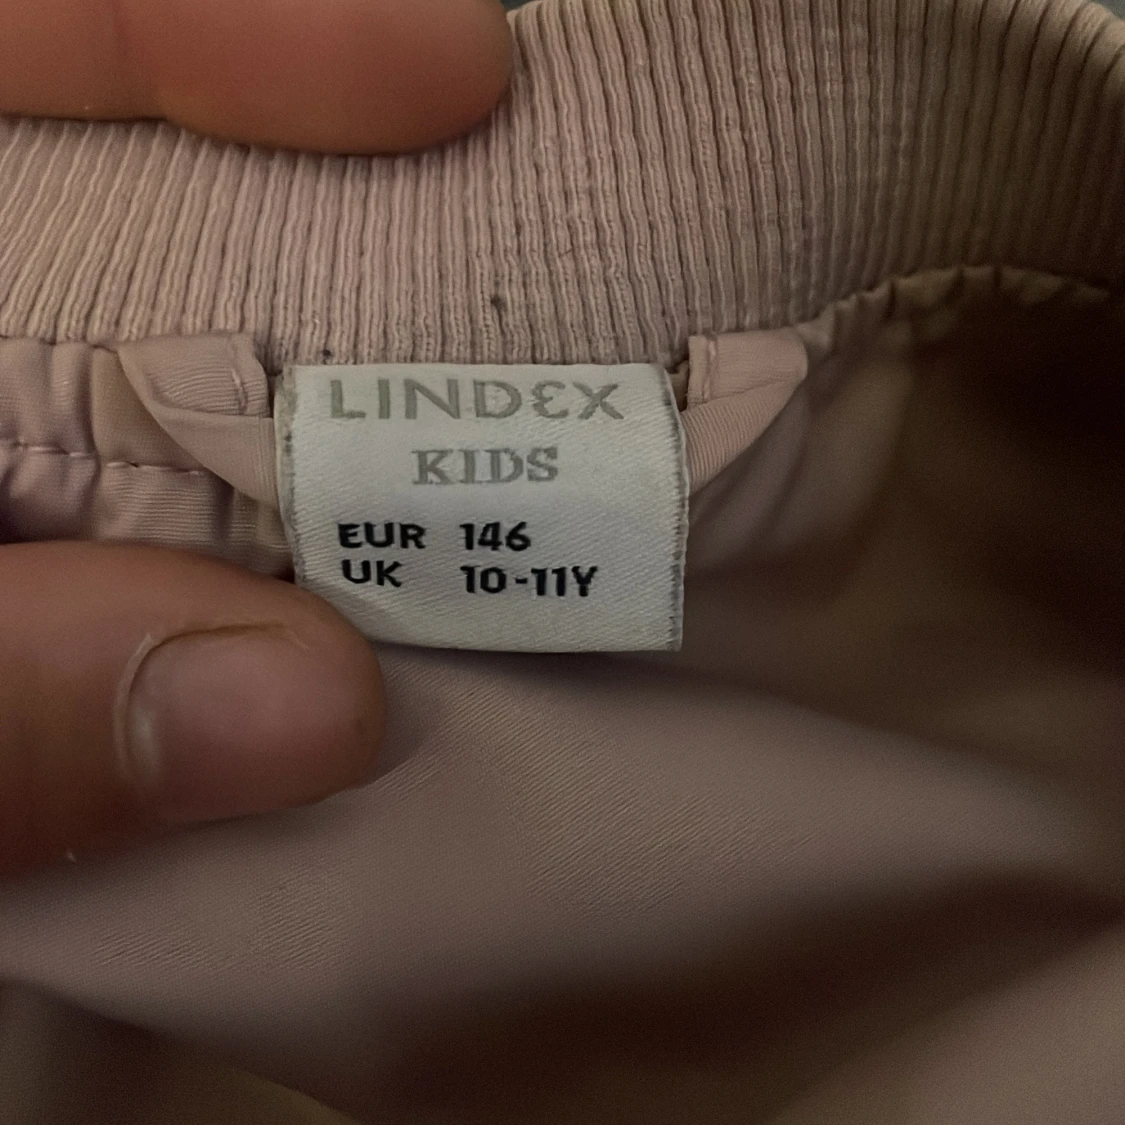 LINDEX
KIDS
EUR 146
UK 10-11Y